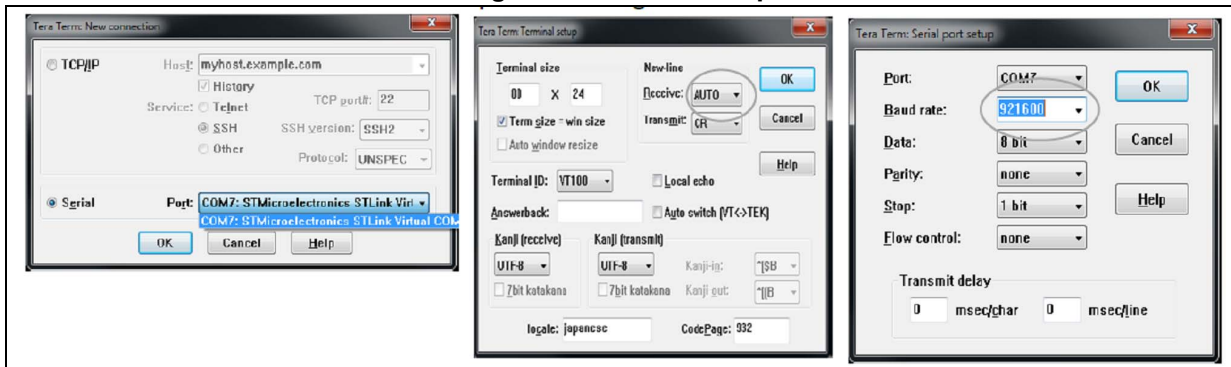 Tera Term: New connection
TCP/IP
Host: myhost.example.com
History
Service: Telnet
TCP port#: 22
SSH
SSH version: SSH2
Other
Protocol: UNSPEC
Serial
Port: COM7: STMicroelectronics STLink Virt
COM7: STMicroelectronics STLink Virtual COM
OK Cancel Help
Tera Term: Terminal setup
Terminal size
X 24
Term size = win size
Auto window resize
New-line
Receive: AUTO
Transmit: CR
OK
Cancel
Help
Terminal ID: VT100
Local echo
Answerback:
Auto switch (VT<->TEK)
Kanji (receive)
UTF-8
7bit katakana
Kanji (transmit)
UTF-8
7bit katakana
Kanji-in: ^[$B
Kanji out: ^[(B
locale: japanese
CodePage: 932
Tera Term: Serial port setup
Port: COM7
Baud rate: 921600
Data: 8 bit
Parity: none
Stop: 1 bit
Flow control: none
OK
Cancel
Help
Transmit delay
0 msec/char 0 msec/line